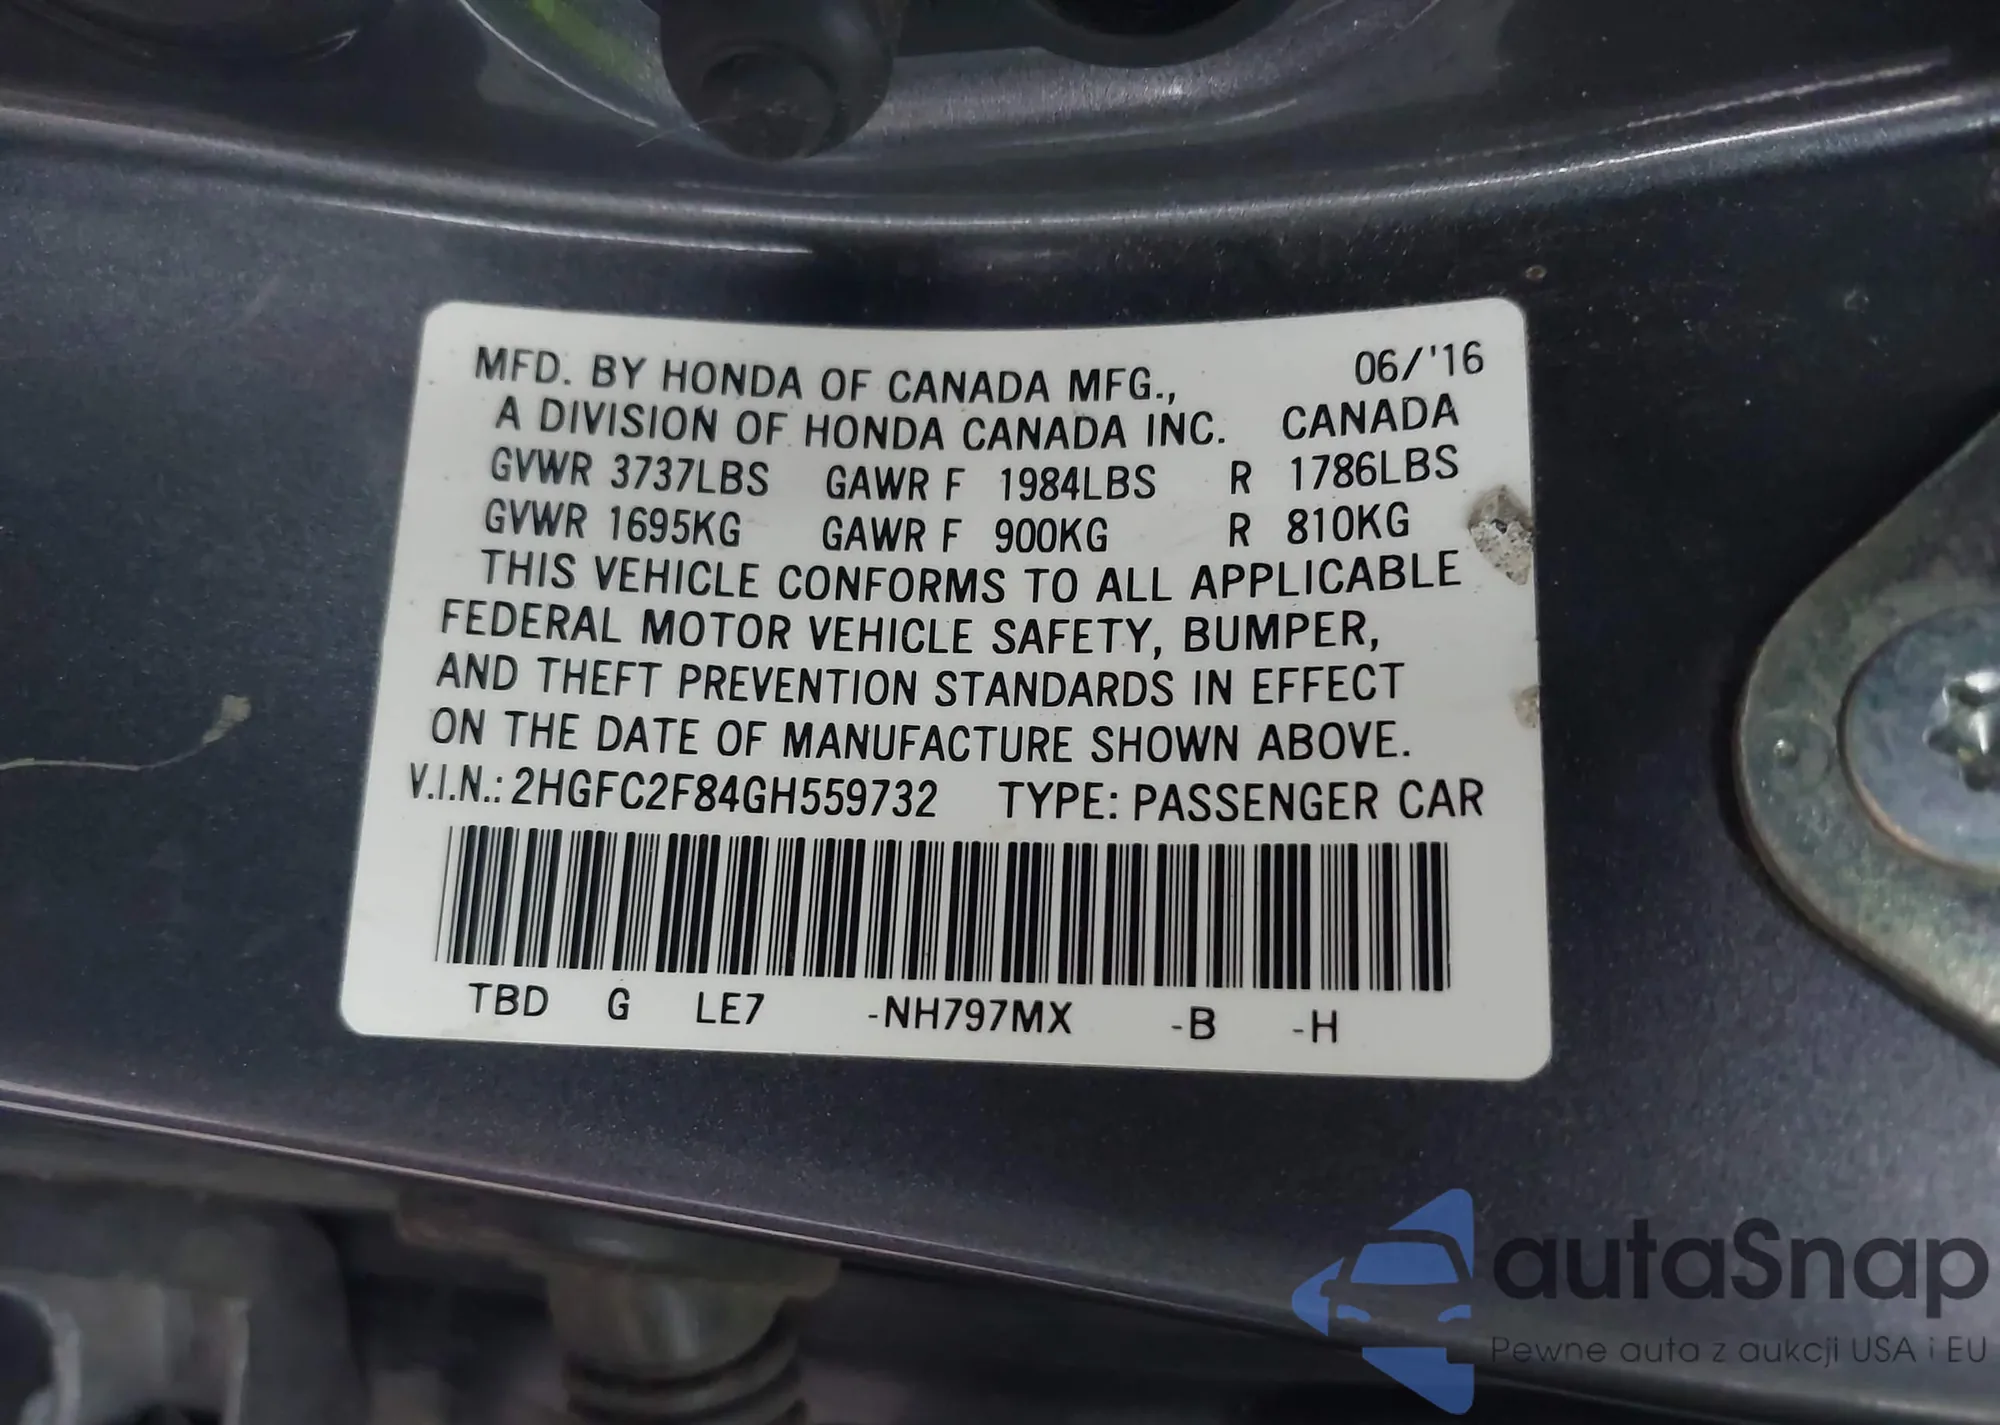 MFD. BY HONDA OF CANADA MFG., 06/'16
A DIVISION OF HONDA CANADA INC. CANADA
GVWR 3737LBS GAWR F 1984LBS R 1786LBS
GVWR 1695KG GAWR F 900KG R 810KG
THIS VEHICLE CONFORMS TO ALL APPLICABLE
FEDERAL MOTOR VEHICLE SAFETY, BUMPER,
AND THEFT PREVENTION STANDARDS IN EFFECT
ON THE DATE OF MANUFACTURE SHOWN ABOVE.
V.I.N.: 2HGFC2F84GH559732 TYPE: PASSENGER CAR
TBD G LE7 -NH797MX -B -H
autaSnap
Pewne auta z aukcji USA i EU